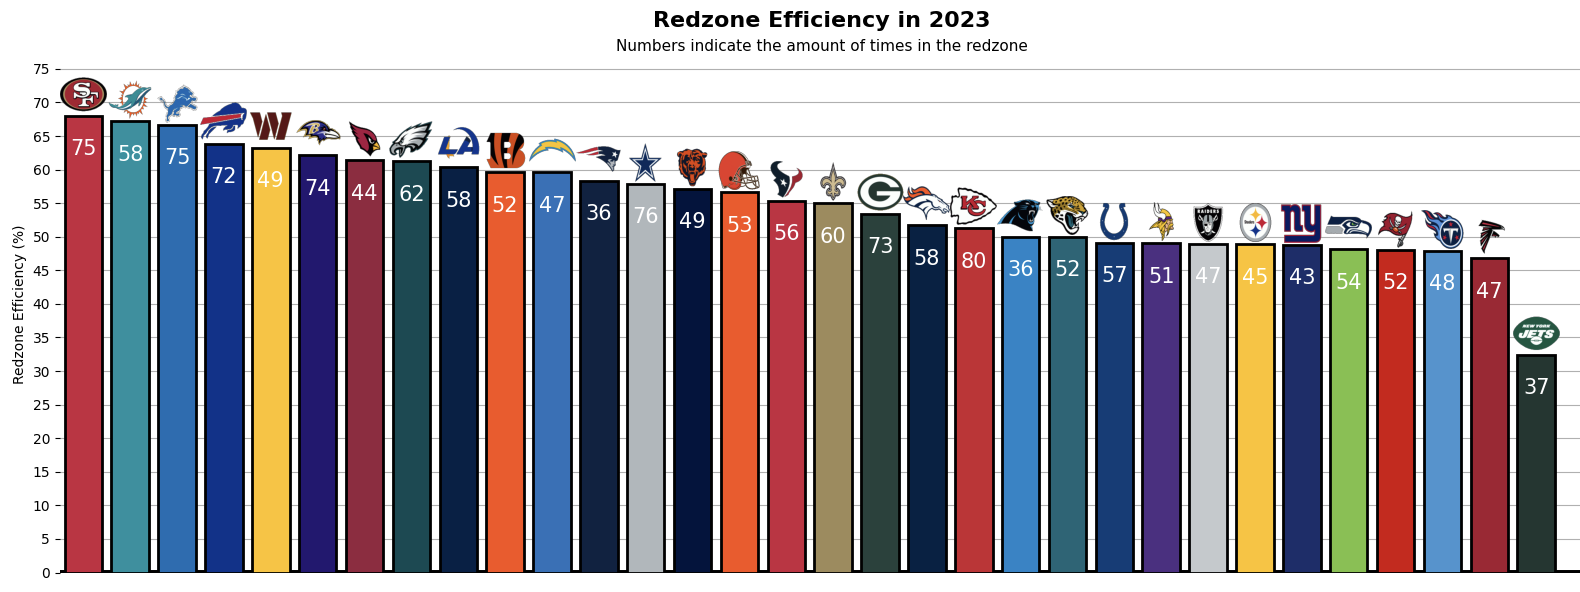 Redzone Efficiency in 2023
Numbers indicate the amount of times in the redzone
Redzone Efficiency (%)
75
70
65
60
55
50
45
40
35
30
25
20
15
10
5
0
SF
W
B
LA
B
G
KC
RAIDERS
Steelers
ny
T
NEW YORK
JETS
75 58 75 72 49 74 44 62 58 52 47 36 76 49 53 56 60 73 58 80 36 52 57 51 47 45 43 54 52 48 47 37